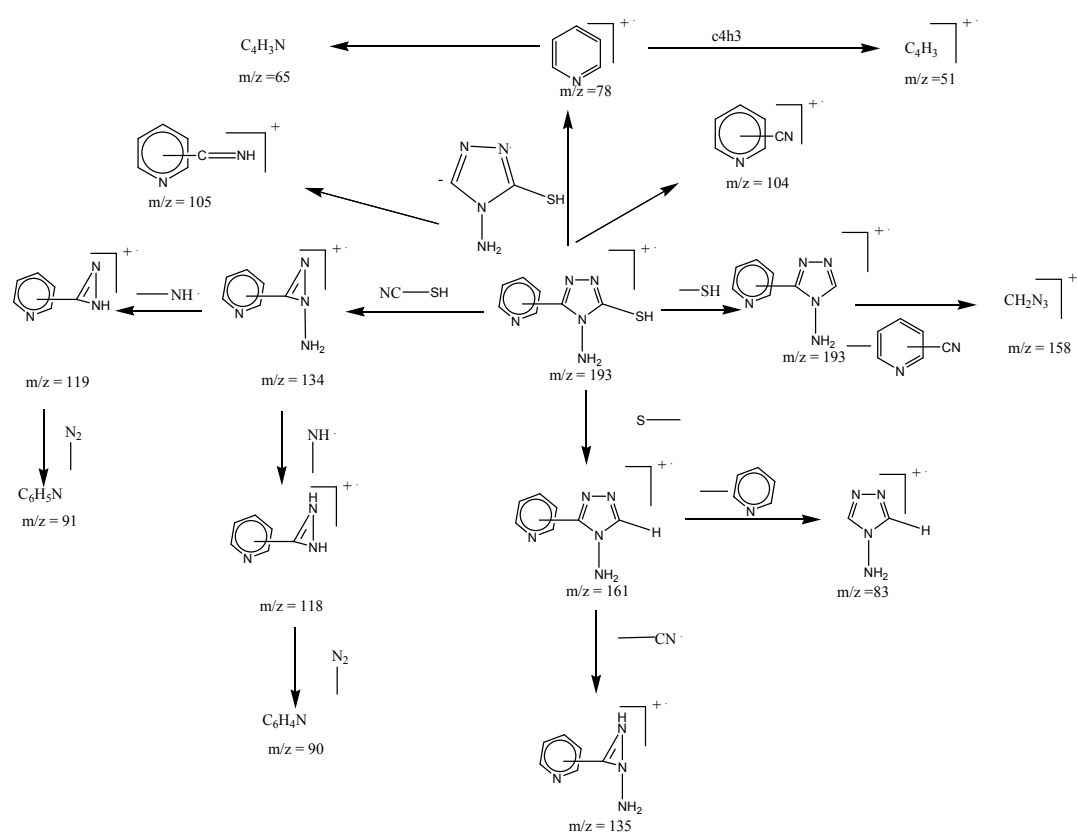 c4h3
C4H3N
m/z =65
N
m/z =78
+·
C4H3
m/z =51
+·
C
NH
N
+
m/z = 105
N
N·
-
N
SH
NH2
CN
N
+·
m/z = 104
N
N
NH
+·
m/z = 119
NH·
N
N
N
NH2
+·
m/z = 134
NC
SH
N
N
N
N
SH
NH2
+·
m/z = 193
SH
N
N
N
N
NH2
+·
m/z = 193
CN
N
CH2N3
+
m/z = 158
N2
C6H5N
m/z = 91
NH·
H
N
NH
N
+·
m/z = 118
N2
C6H4N
m/z = 90
S
N
N
N
N
H
NH2
+·
m/z = 161
N
N
N
N
H
NH2
+·
m/z =83
CN·
H
N
N
N
NH2
+·
m/z = 135